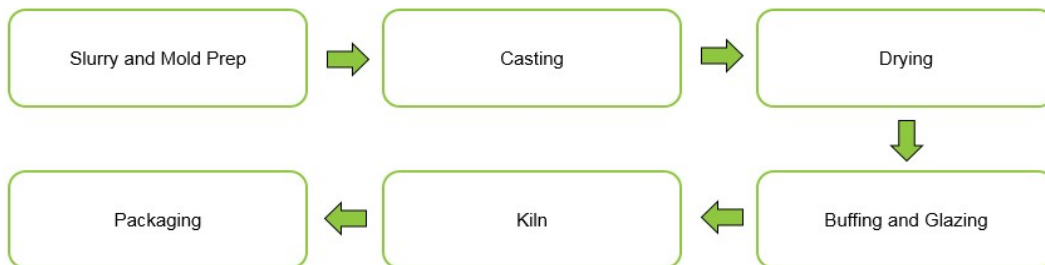 Slurry and Mold Prep
Casting
Drying
Buffing and Glazing
Kiln
Packaging